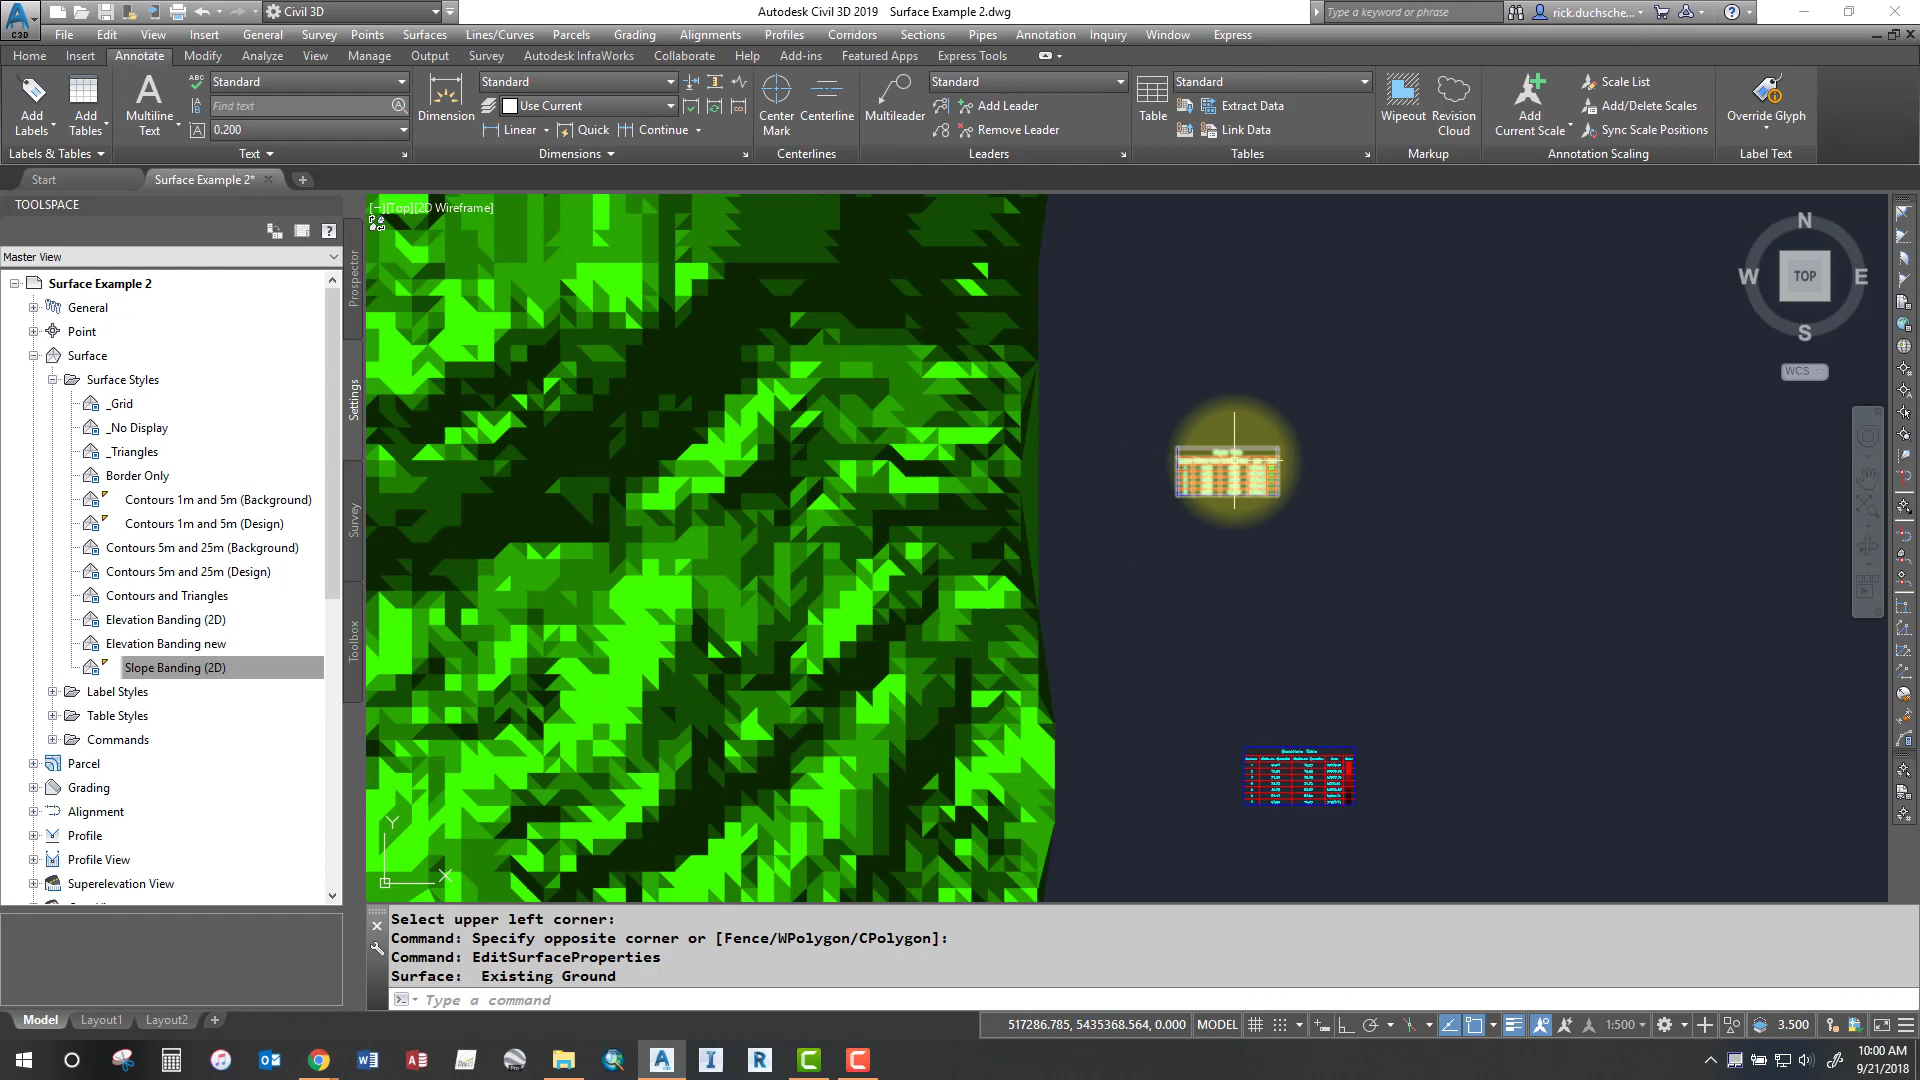 Civil 3D
Autodesk Civil 3D 2019 Surface Example 2.dwg
Type a keyword or phrase
rick.duchsche...
C3D
File Edit View Insert General Survey Points Surfaces Lines/Curves Parcels Grading Alignments Profiles Corridors Sections Pipes Annotation Inquiry Window Express
Home Insert Annotate Modify Analyze View Manage Output Survey Autodesk InfraWorks Collaborate Help Add-ins Featured Apps Express Tools
Add Labels
Add Tables
Labels & Tables
Multiline Text
ABC
Standard
Find text
0.200
Text
Dimension
Standard
Use Current
Linear Quick Continue
Dimensions
Center Mark
Centerline
Centerlines
Multileader
Standard
Add Leader
Remove Leader
Leaders
Table
Standard
Extract Data
Link Data
Tables
Wipeout
Revision Cloud
Markup
Add Current Scale
Scale List
Add/Delete Scales
Sync Scale Positions
Annotation Scaling
Override Glyph
Label Text
Start
Surface Example 2*
TOOLSPACE
Master View
Surface Example 2
General
Point
Surface
Surface Styles
_Grid
_No Display
_Triangles
Border Only
Contours 1m and 5m (Background)
Contours 1m and 5m (Design)
Contours 5m and 25m (Background)
Contours 5m and 25m (Design)
Contours and Triangles
Elevation Banding (2D)
Elevation Banding new
Slope Banding (2D)
Label Styles
Table Styles
Commands
Parcel
Grading
Alignment
Profile
Profile View
Superelevation View
Prospector
Settings
Survey
Toolbox
[−][Top][2D Wireframe]
N
W TOP E
S
WCS
Elevations Table
Y
X
Select upper left corner:
Command: Specify opposite corner or [Fence/WPolygon/CPolygon]:
Command: EditSurfaceProperties
Surface: Existing Ground
Type a command
Model Layout1 Layout2
517286.785, 5435368.564, 0.000 MODEL
1:500
3.500
10:00 AM
9/21/2018